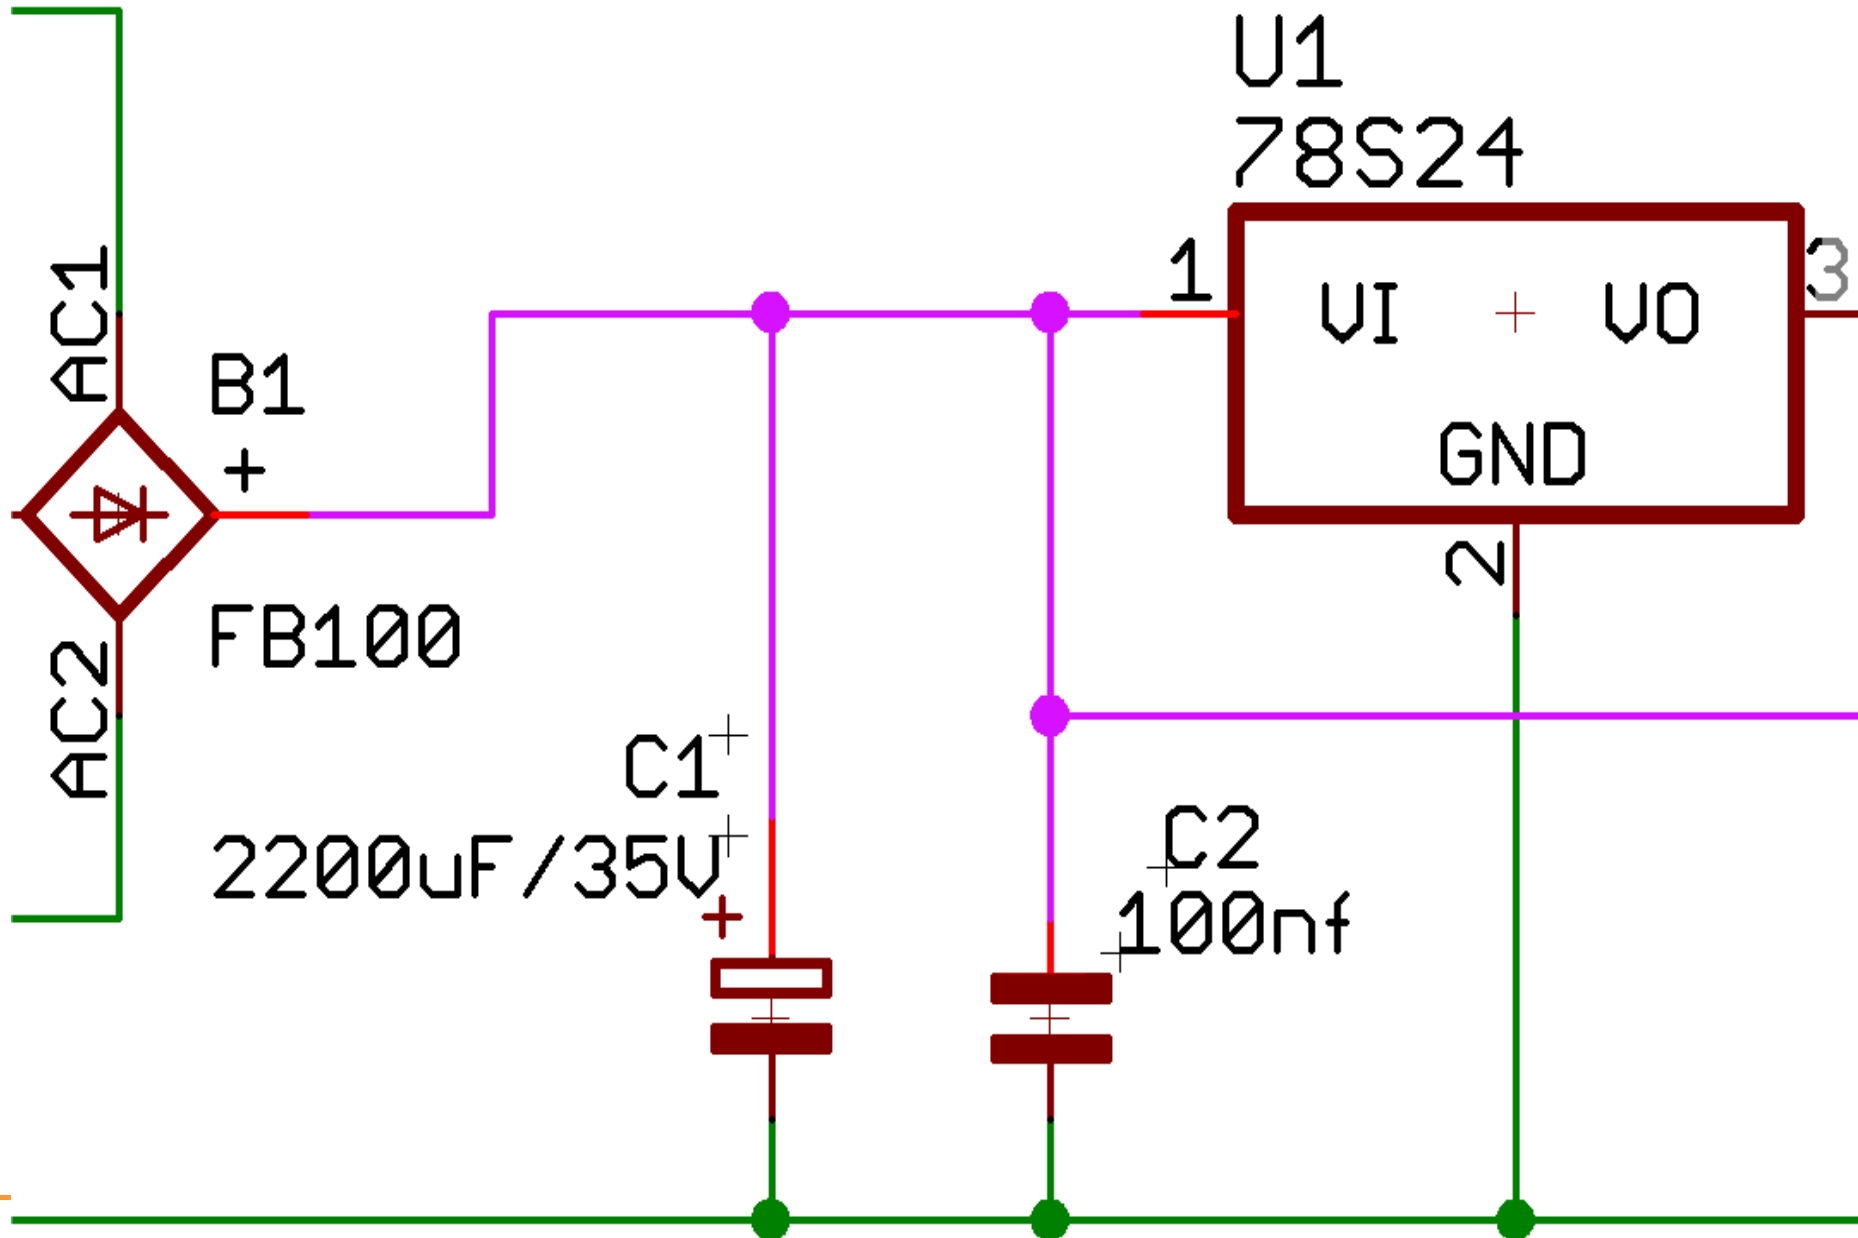 U1
78S24
1
3
VI
VO
GND
2
AC1
B1
+
FB100
AC2
C1
2200uF/35V
+
C2
100nf